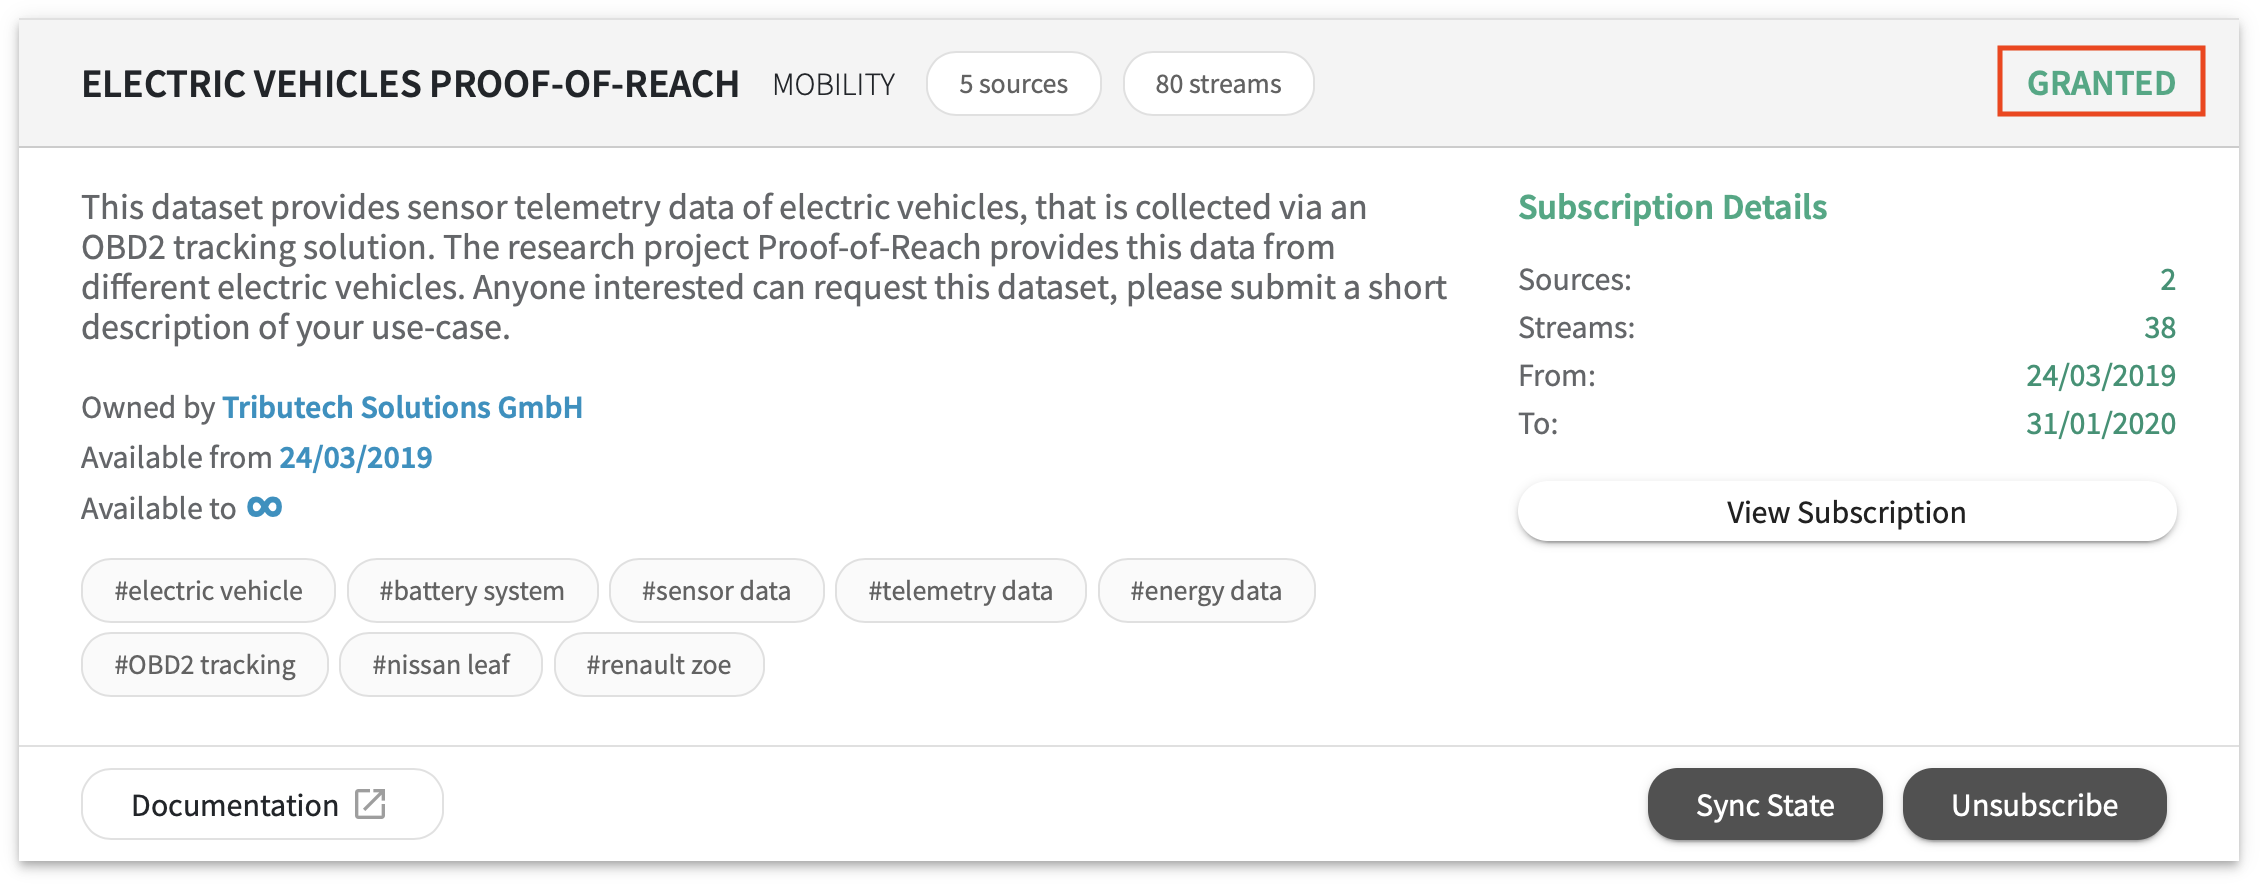 ELECTRIC VEHICLES PROOF-OF-REACH MOBILITY 5 sources 80 streams GRANTED
This dataset provides sensor telemetry data of electric vehicles, that is collected via an
OBD2 tracking solution. The research project Proof-of-Reach provides this data from
different electric vehicles. Anyone interested can request this dataset, please submit a short
description of your use-case.
Owned by Tributech Solutions GmbH
Available from 24/03/2019
Available to ∞
#electric vehicle #battery system #sensor data #telemetry data #energy data
#OBD2 tracking #nissan leaf #renault zoe
Subscription Details
Sources: 2
Streams: 38
From: 24/03/2019
To: 31/01/2020
View Subscription
Documentation Sync State Unsubscribe